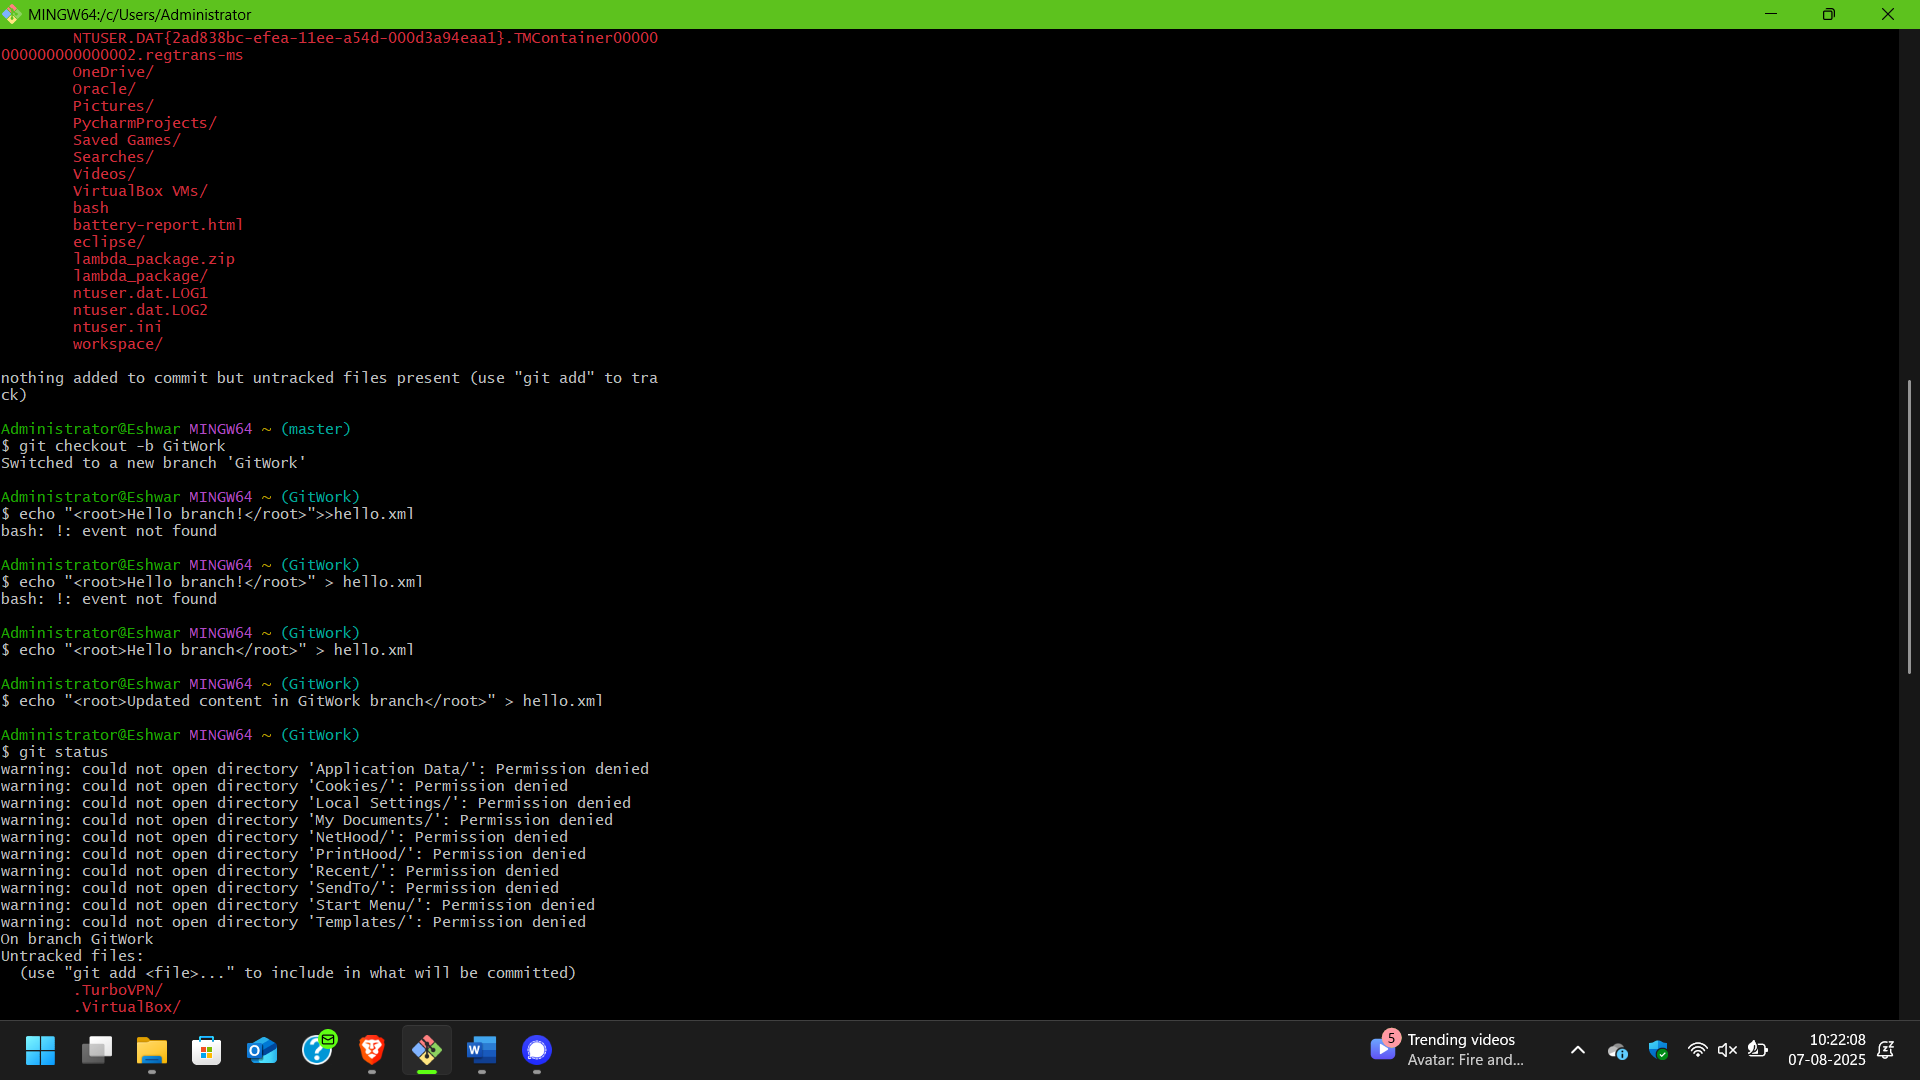 MINGW64:/c/Users/Administrator
NTUSER.DAT{2ad838bc-efea-11ee-a54d-000d3a94eaa1}.TMContainer00000
000000000000002.regtrans-ms
OneDrive/
Oracle/
Pictures/
PycharmProjects/
Saved Games/
Searches/
Videos/
VirtualBox VMs/
bash
battery-report.html
eclipse/
lambda_package.zip
lambda_package/
ntuser.dat.LOG1
ntuser.dat.LOG2
ntuser.ini
workspace/
nothing added to commit but untracked files present (use "git add" to tra
ck)
Administrator@Eshwar MINGW64 ~ (master)
$ git checkout -b GitWork
Switched to a new branch 'GitWork'
Administrator@Eshwar MINGW64 ~ (GitWork)
$ echo "<root>Hello branch!</root>">>hello.xml
bash: !: event not found
Administrator@Eshwar MINGW64 ~ (GitWork)
$ echo "<root>Hello branch!</root>" > hello.xml
bash: !: event not found
Administrator@Eshwar MINGW64 ~ (GitWork)
$ echo "<root>Hello branch</root>" > hello.xml
Administrator@Eshwar MINGW64 ~ (GitWork)
$ echo "<root>Updated content in GitWork branch</root>" > hello.xml
Administrator@Eshwar MINGW64 ~ (GitWork)
$ git status
warning: could not open directory 'Application Data/': Permission denied
warning: could not open directory 'Cookies/': Permission denied
warning: could not open directory 'Local Settings/': Permission denied
warning: could not open directory 'My Documents/': Permission denied
warning: could not open directory 'NetHood/': Permission denied
warning: could not open directory 'PrintHood/': Permission denied
warning: could not open directory 'Recent/': Permission denied
warning: could not open directory 'SendTo/': Permission denied
warning: could not open directory 'Start Menu/': Permission denied
warning: could not open directory 'Templates/': Permission denied
On branch GitWork
Untracked files:
(use "git add <file>..." to include in what will be committed)
.TurboVPN/
.VirtualBox/
5
Trending videos
Avatar: Fire and...
10:22:08
07-08-2025